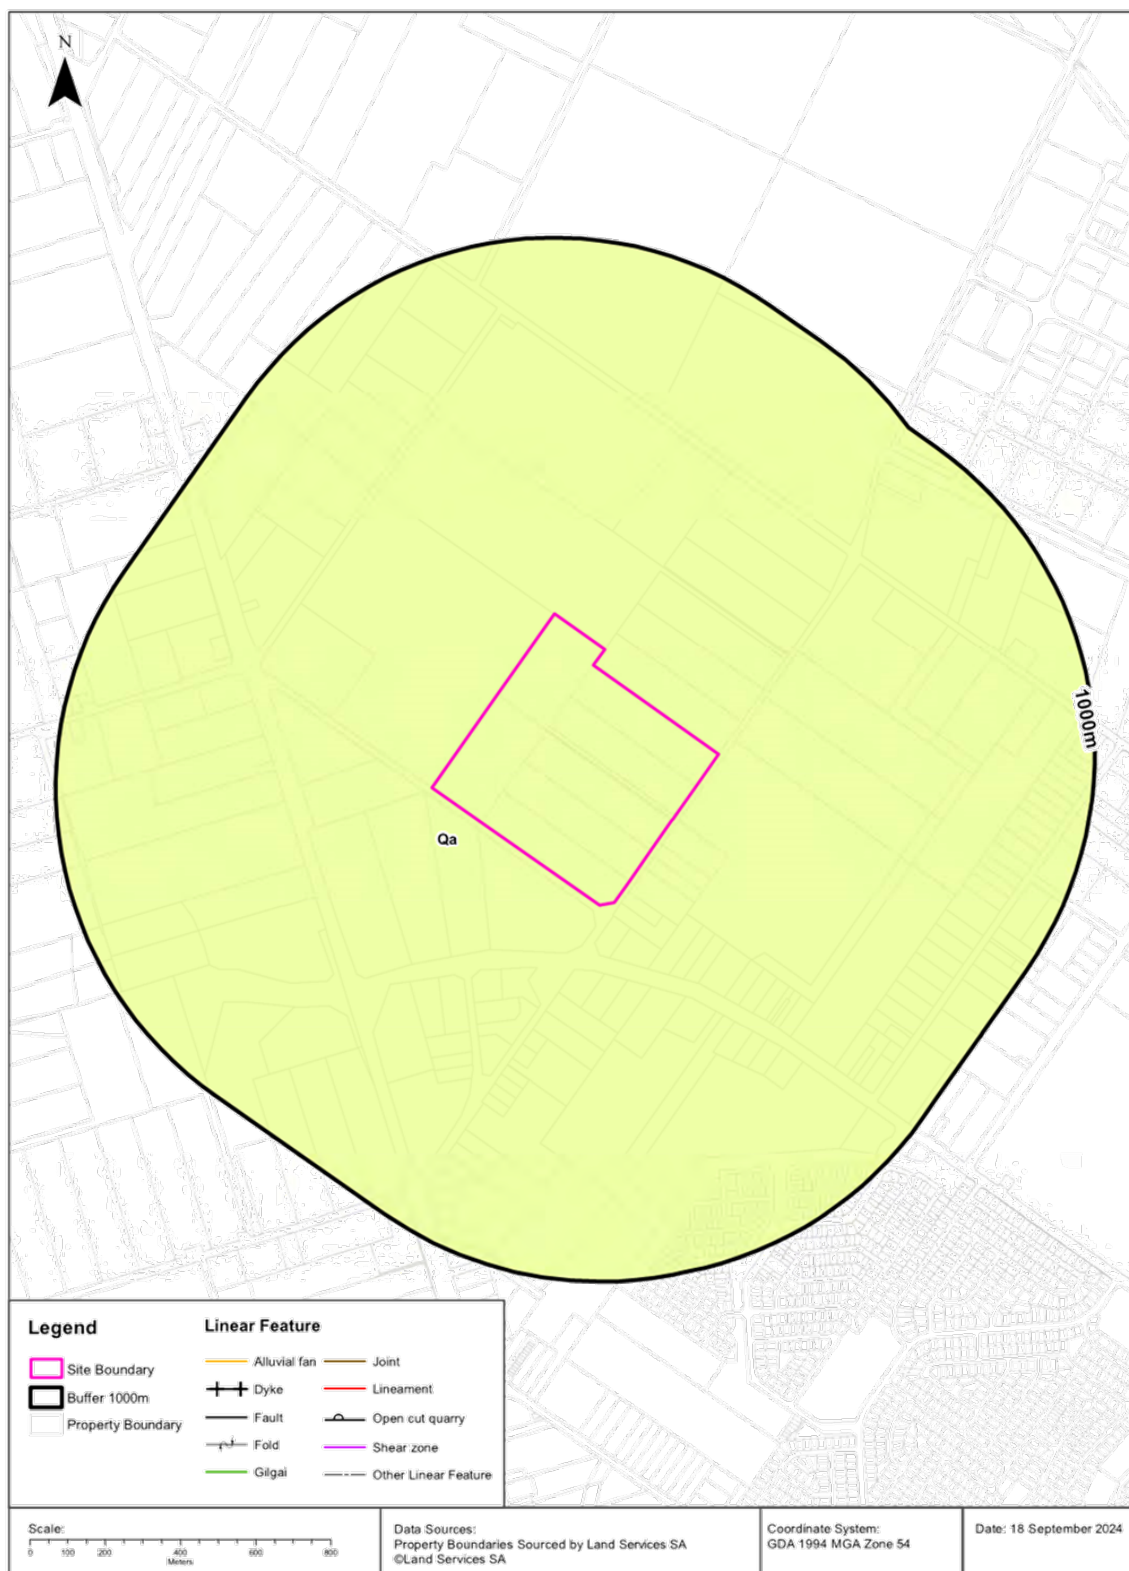 N
1000m
Qa
Legend
Site Boundary
Buffer 1000m
Property Boundary
Linear Feature
Alluvial fan
Dyke
Fault
Fold
Gilgai
Joint
Lineament
Open cut quarry
Shear zone
Other Linear Feature
Scale:
0 100 200 400 600 800
Meters
Data Sources:
Property Boundaries Sourced by Land Services SA
©Land Services SA
Coordinate System:
GDA 1994 MGA Zone 54
Date: 18 September 2024